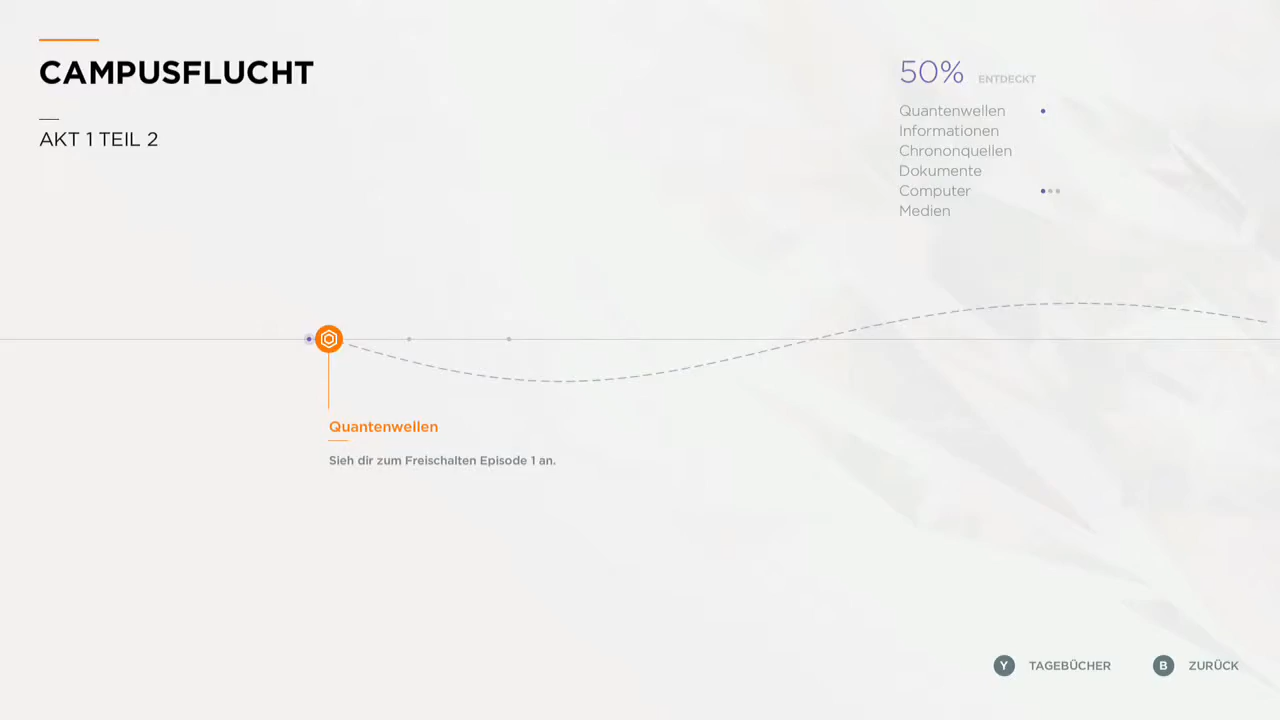 CAMPUSFLUCHT
AKT 1 TEIL 2
50% ENTDECKT
Quantenwellen
Informationen
Chrononquellen
Dokumente
Computer
Medien
Quantenwellen
Sieh dir zum Freischalten Episode 1 an.
Y TAGEBÜCHER B ZURÜCK